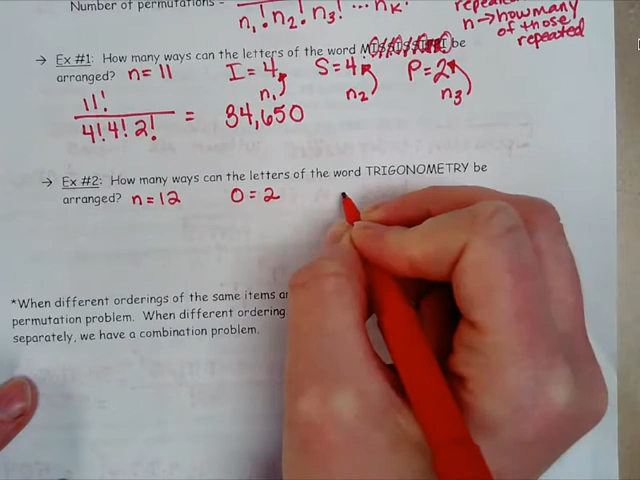 Number of permutations =
n₁! n₂! n₃! ... nₖ!
repeated
n → how many of those repeated
→ Ex #1: How many ways can the letters of the word MISSISSIPPI be
arranged? n = 11 I = 4 S = 4 P = 2
n₁ n₂ n₃
11!
4! 4! 2! = 34,650
→ Ex #2: How many ways can the letters of the word TRIGONOMETRY be
arranged? n = 12 O = 2
*When different orderings of the same items
permutation problem. When different ordering
separately, we have a combination problem.